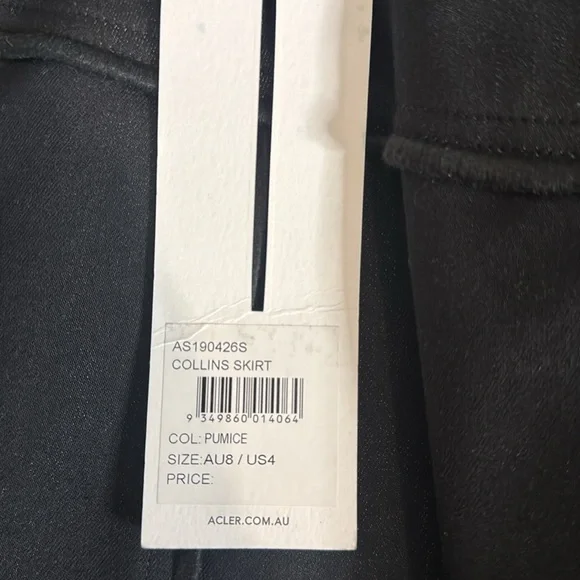 AS190426S
COLLINS SKIRT
9 349860 014064
COL: PUMICE
SIZE:AU8 / US4
PRICE:
ACLER.COM.AU